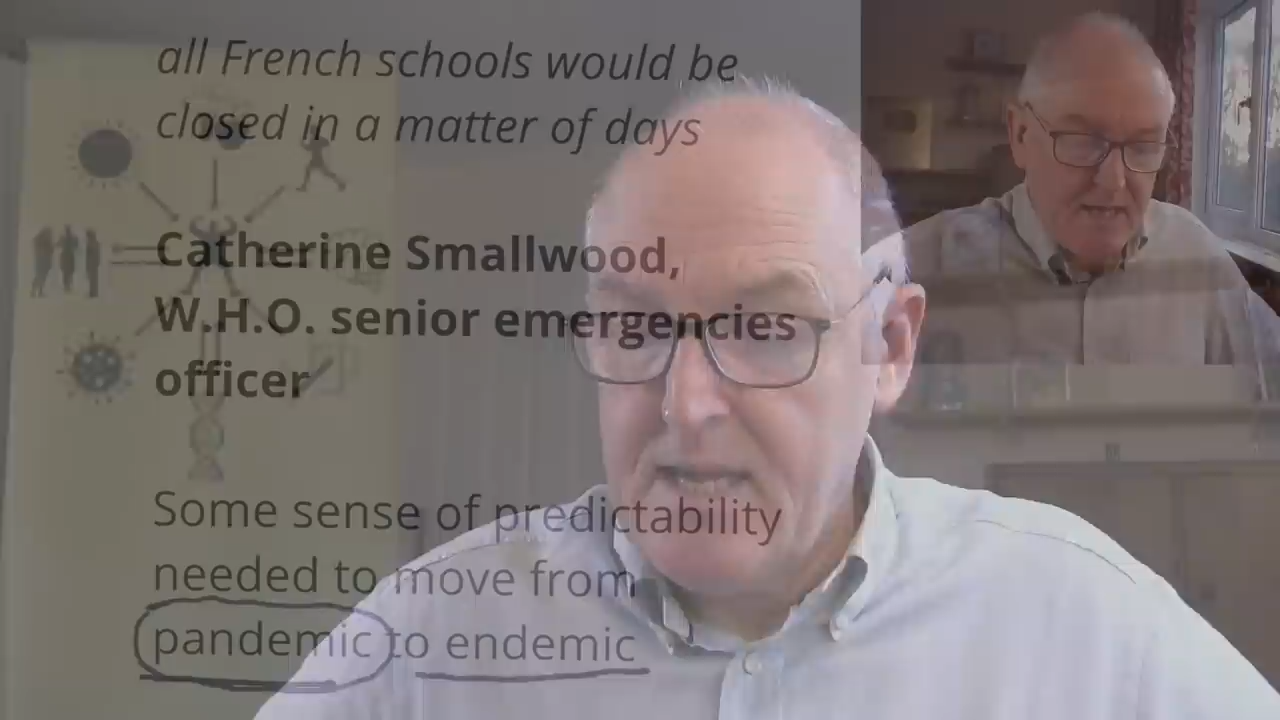 all French schools would be
closed in a matter of days
Catherine Smallwood,
W.H.O. senior emergencies
officer
Some sense of predictability
needed to move from
pandemic to endemic